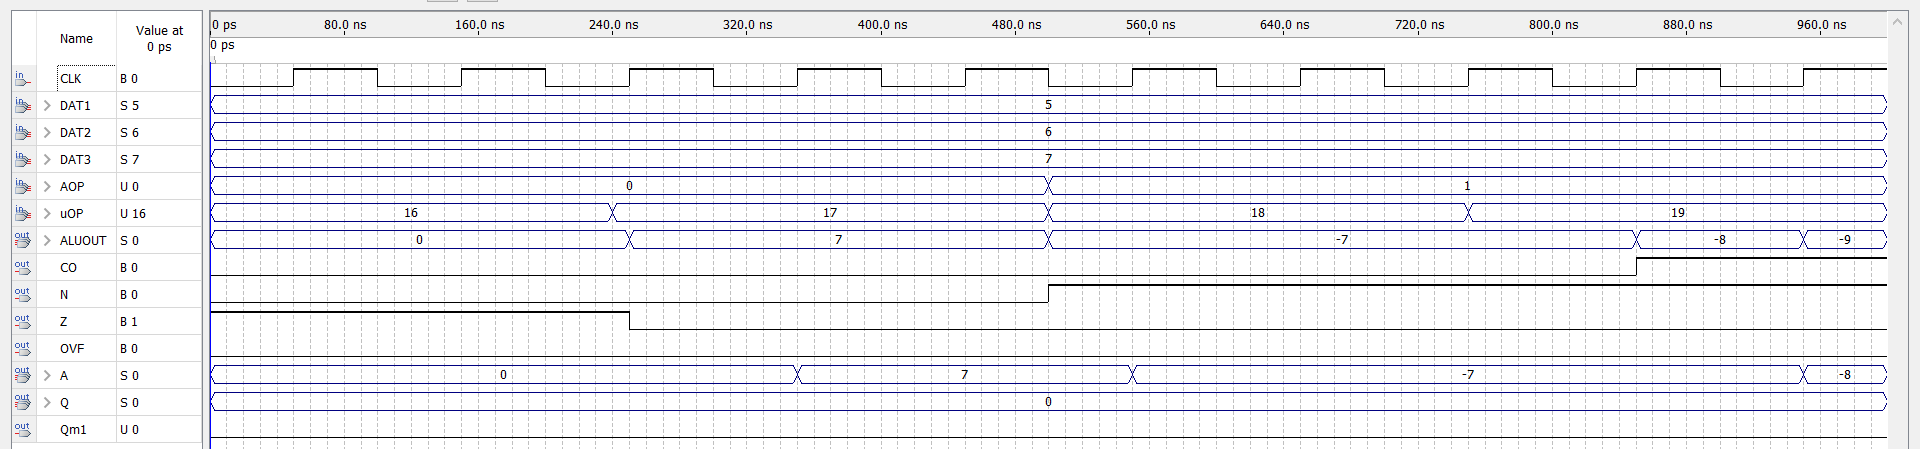 Name Value at 0 ps
0 ps 80.0 ns 160.0 ns 240.0 ns 320.0 ns 400.0 ns 480.0 ns 560.0 ns 640.0 ns 720.0 ns 800.0 ns 880.0 ns 960.0 ns
0 ps
in CLK B 0
in DAT1 S 5 5
in DAT2 S 6 6
in DAT3 S 7 7
in AOP U 0 0 1
in uOP U 16 16 17 18 19
out ALUOUT S 0 0 7 -7 -8 -9
out CO B 0
out N B 0
out Z B 1
out OVF B 0
out A S 0 0 7 -7 -8
out Q S 0 0
out Qm1 U 0